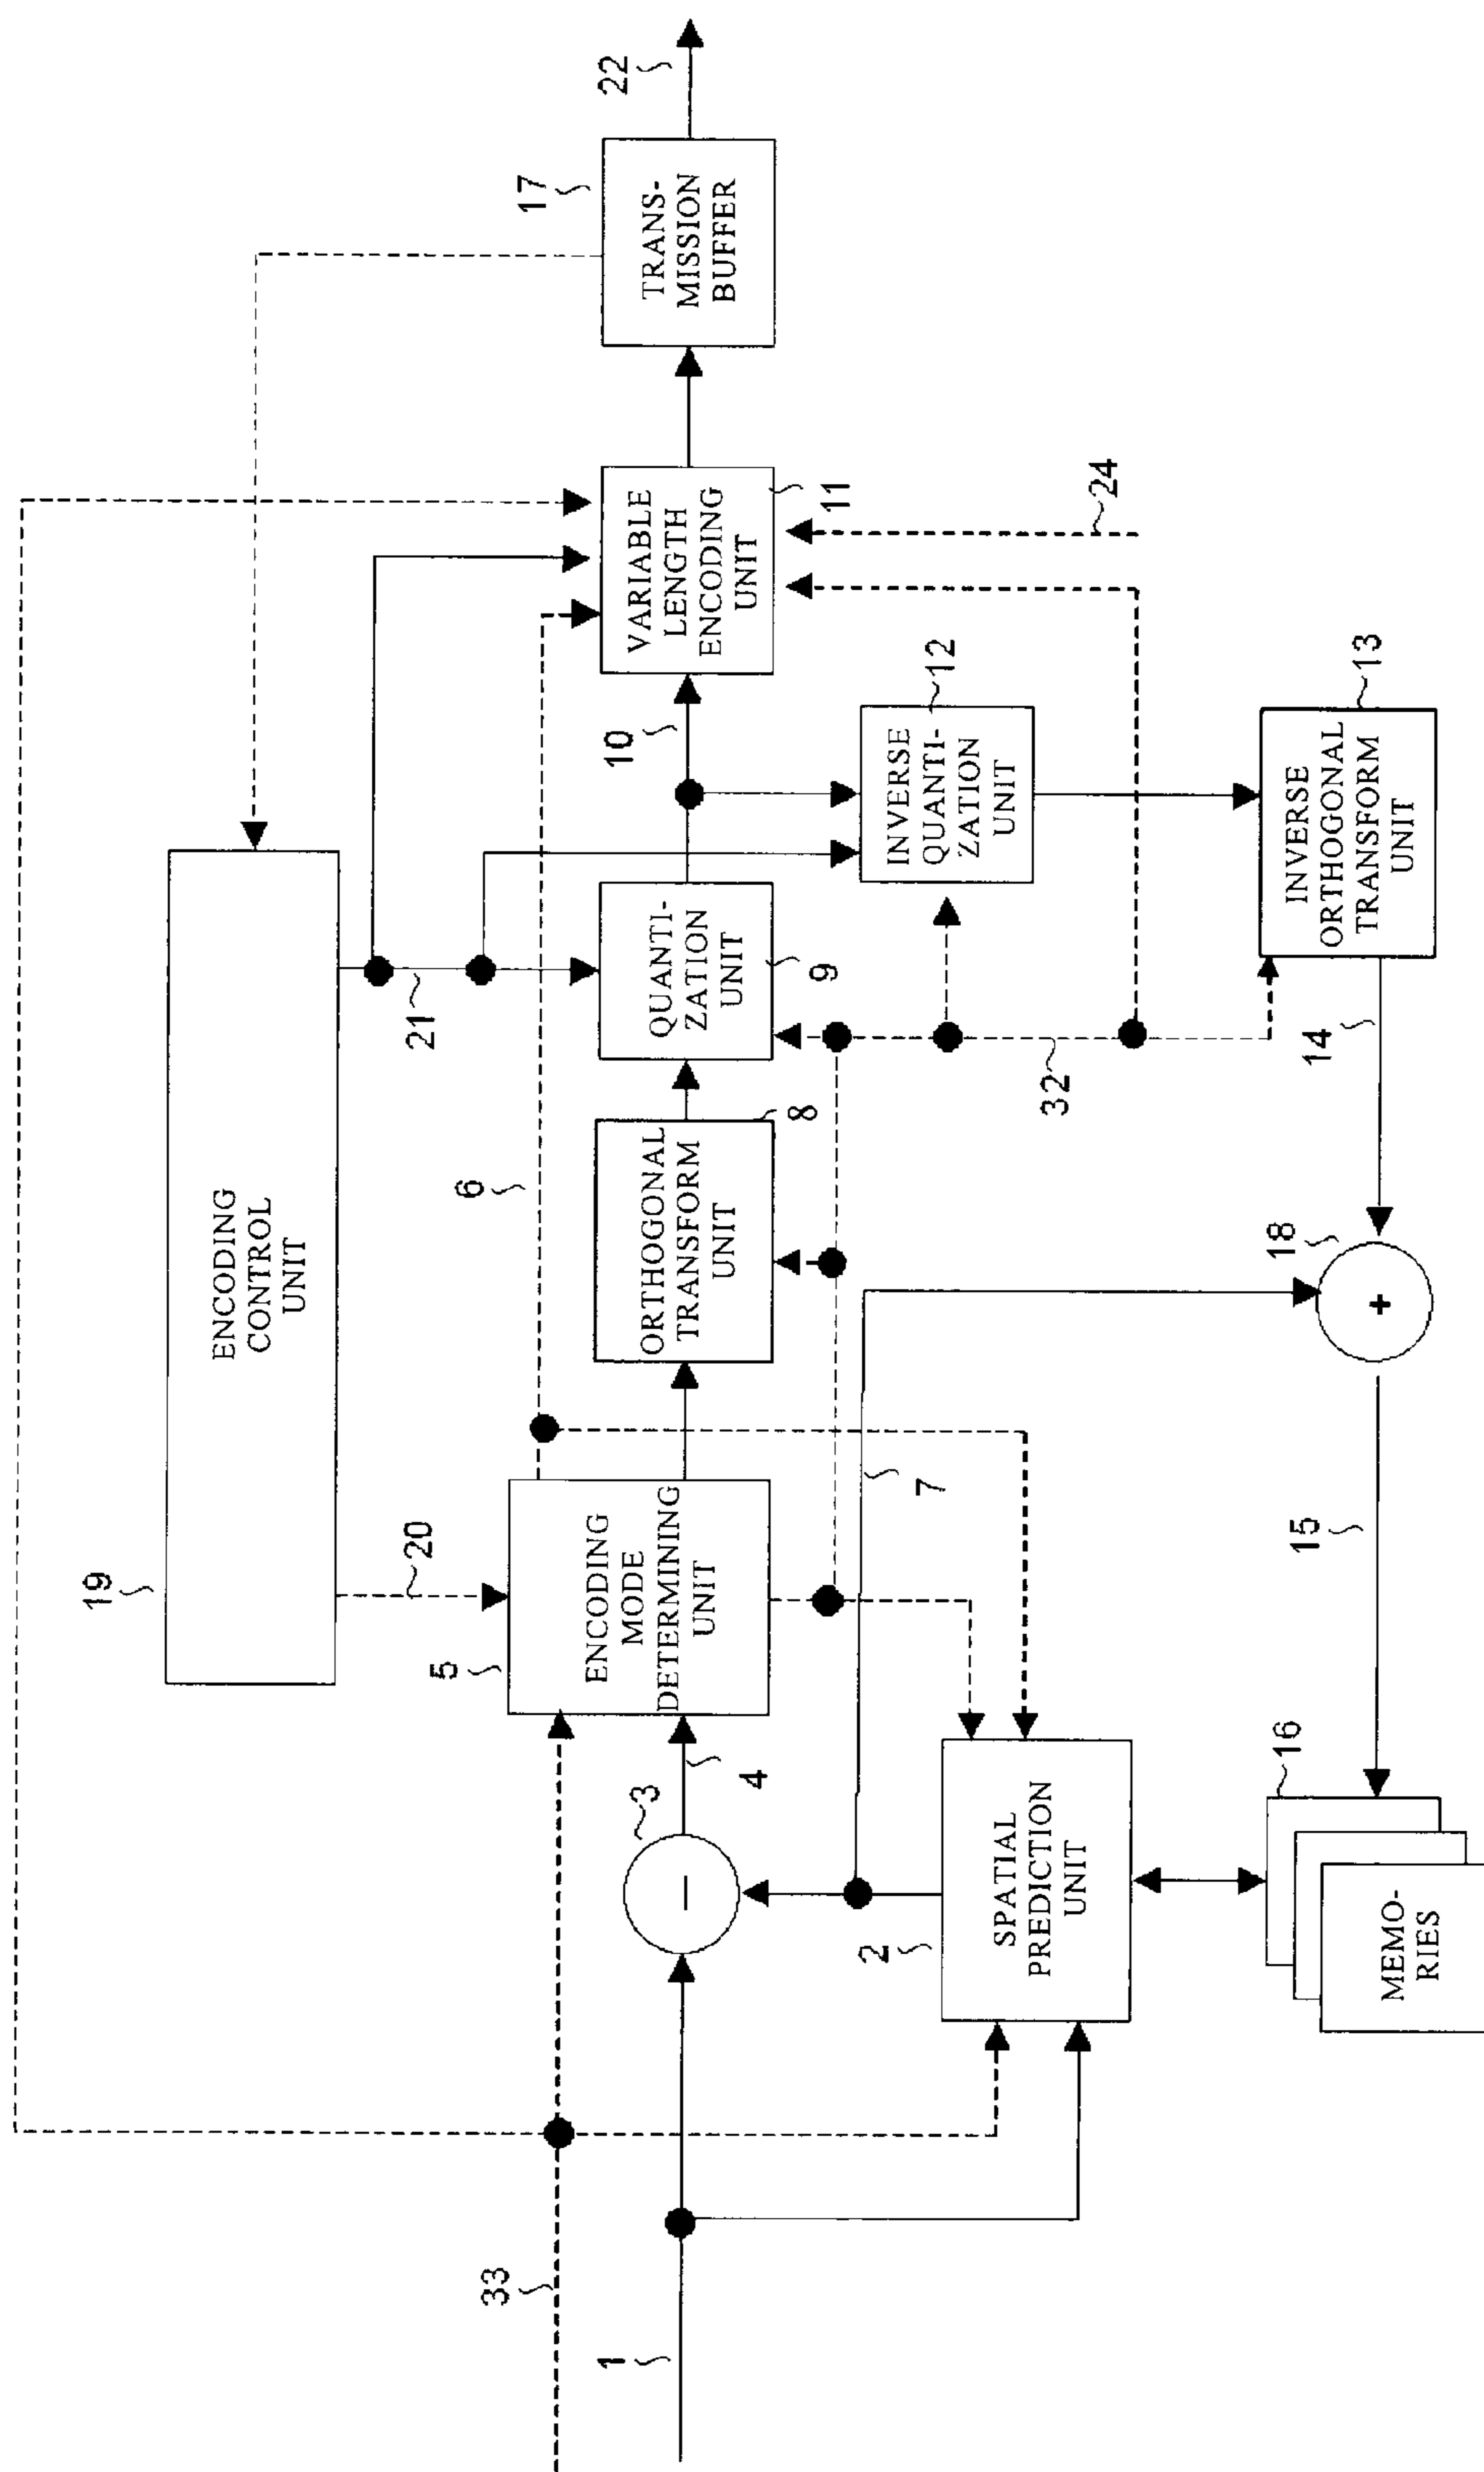 19
ENCODING
CONTROL
UNIT
20
21
6
33
1
3
4
5
ENCODING
MODE
DETERMINING
UNIT
ORTHOGONAL
TRANSFORM
UNIT
8
QUANTI-
ZATION
UNIT
9
10
VARIABLE
LENGTH
ENCODING
UNIT
11
17
TRANS-
MISSION
BUFFER
22
24
2
SPATIAL
PREDICTION
UNIT
7
32
INVERSE
QUANTI-
ZATION
UNIT
12
16
MEMO-
RIES
15
18
+
14
INVERSE
ORTHOGONAL
TRANSFORM
UNIT
13